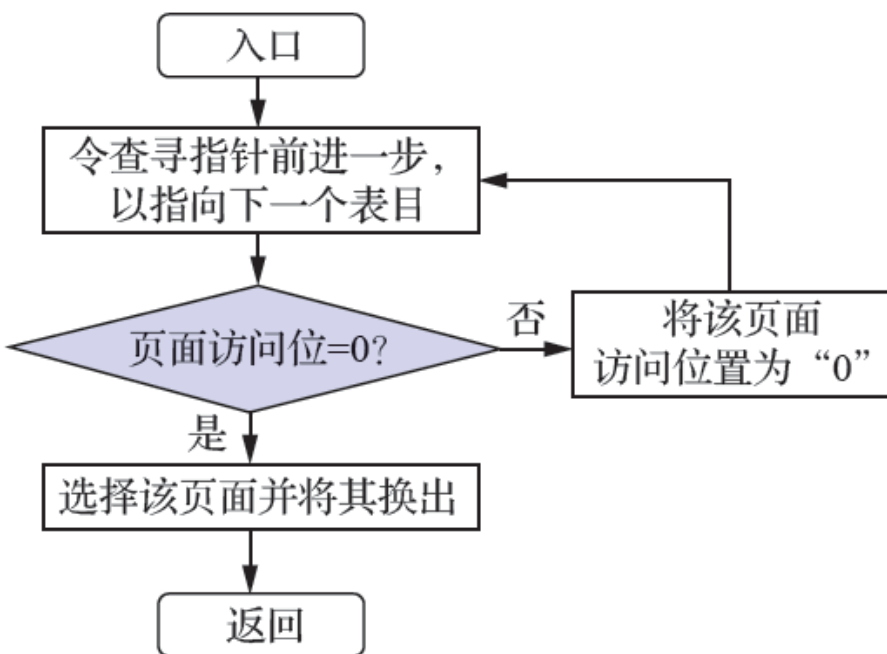 入口
令查寻指针前进一步，
以指向下一个表目
页面访问位=0?
否
将该页面
访问位置为“0”
是
选择该页面并将其换出
返回